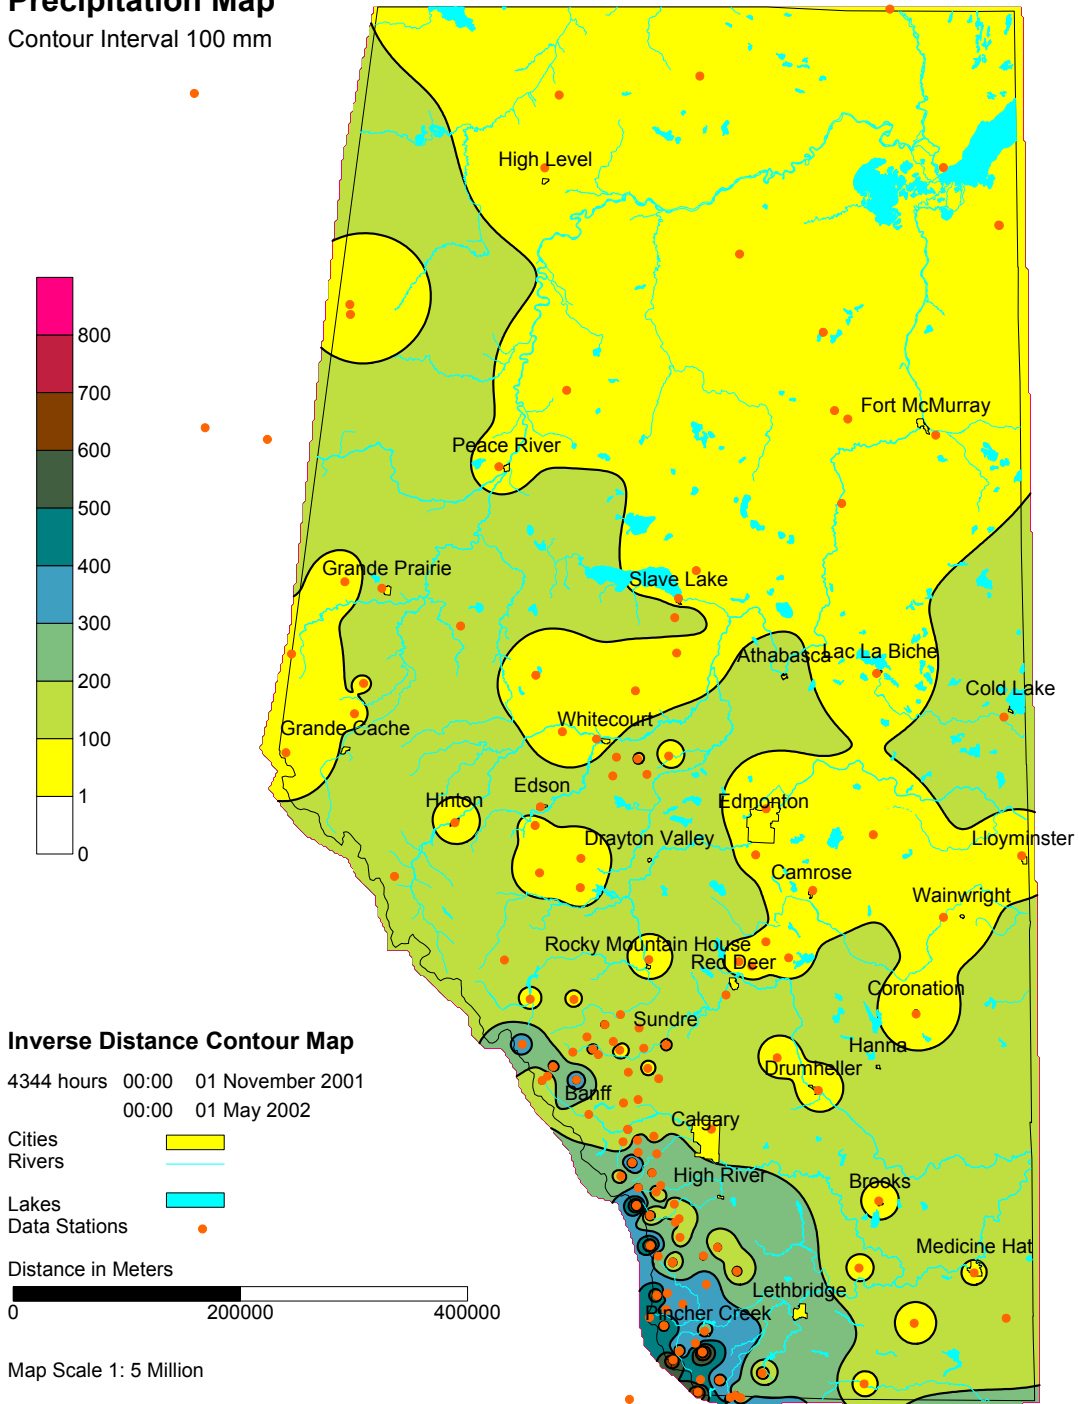 Precipitation Map
Contour Interval 100 mm
High Level
Fort McMurray
Peace River
Grande Prairie
Slave Lake
Athabasca
Lac La Biche
Cold Lake
Grande Cache
Whitecourt
Edson
Hinton
Edmonton
Drayton Valley
Lloyminster
Camrose
Wainwright
Rocky Mountain House
Red Deer
Coronation
Sundre
Hanna
Drumheller
Banff
Calgary
High River
Brooks
Medicine Hat
Lethbridge
Pincher Creek
800
700
600
500
400
300
200
100
1
0
Inverse Distance Contour Map
4344 hours 00:00 01 November 2001
00:00 01 May 2002
Cities
Rivers
Lakes
Data Stations
Distance in Meters
0 200000 400000
Map Scale 1: 5 Million